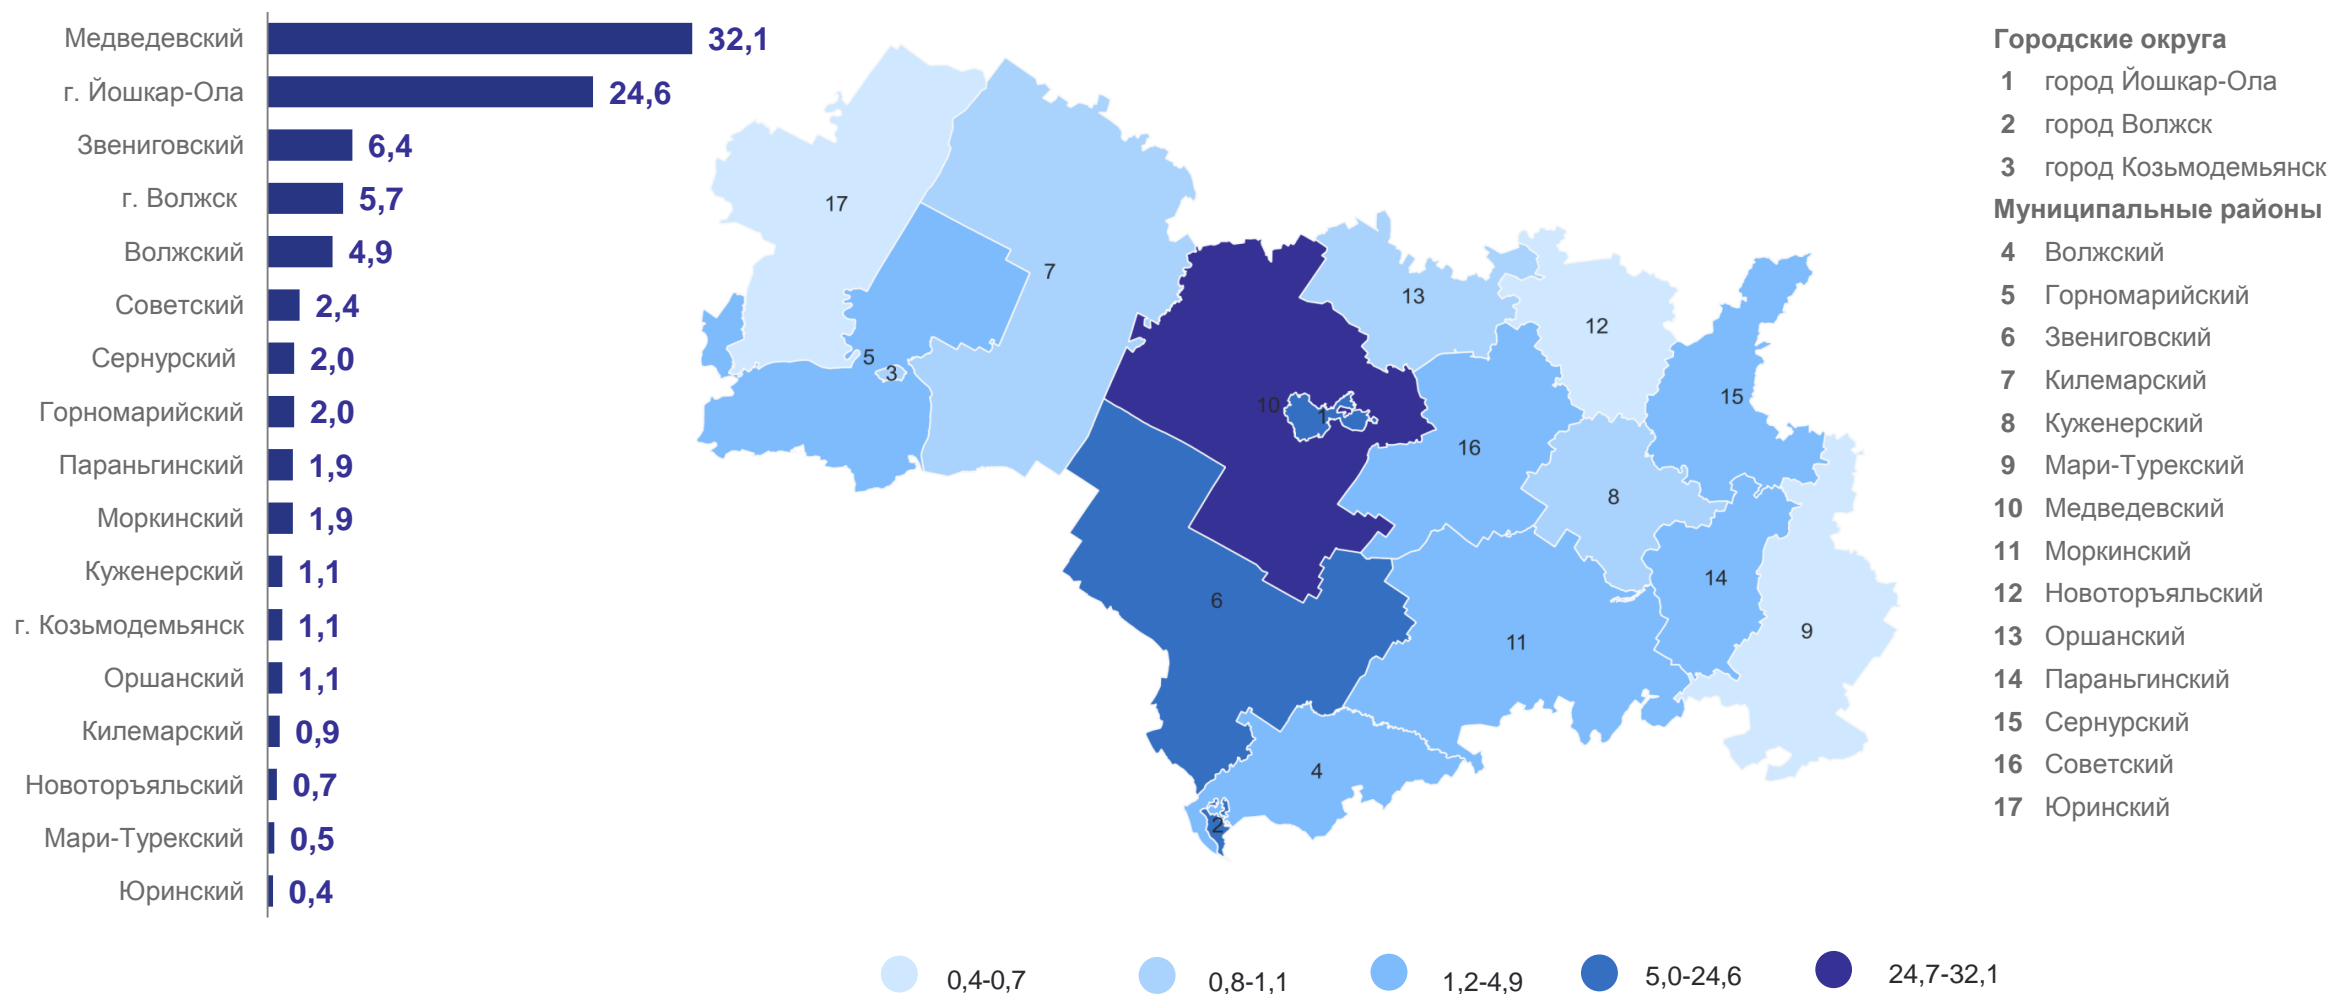 Медведевский 32,1
г. Йошкар-Ола 24,6
Звениговский 6,4
г. Волжск 5,7
Волжский 4,9
Советский 2,4
Сернурский 2,0
Горномарийский 2,0
Параньгинский 1,9
Моркинский 1,9
Куженерский 1,1
г. Козьмодемьянск 1,1
Оршанский 1,1
Килемарский 0,9
Новоторъяльский 0,7
Мари-Турекский 0,5
Юринский 0,4
17
7
13
12
5
3
15
10
1
16
8
14
6
11
9
4
2
Городские округа
1 город Йошкар-Ола
2 город Волжск
3 город Козьмодемьянск
Муниципальные районы
4 Волжский
5 Горномарийский
6 Звениговский
7 Килемарский
8 Куженерский
9 Мари-Турекский
10 Медведевский
11 Моркинский
12 Новоторъяльский
13 Оршанский
14 Параньгинский
15 Сернурский
16 Советский
17 Юринский
0,4-0,7
0,8-1,1
1,2-4,9
5,0-24,6
24,7-32,1